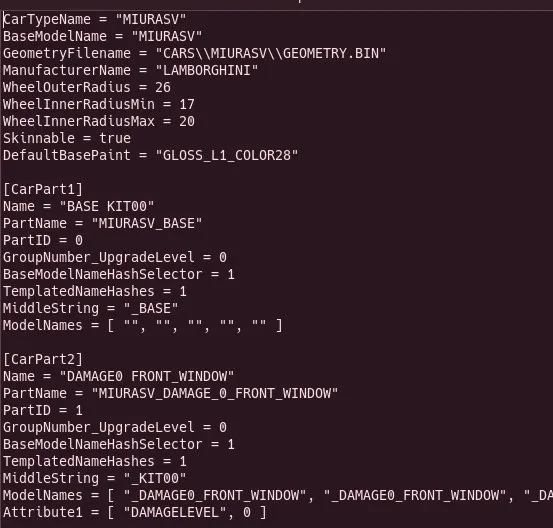 CarTypeName = "MIURASV"
BaseModelName = "MIURASV"
GeometryFilename = "CARS\\MIURASV\\GEOMETRY.BIN"
ManufacturerName = "LAMBORGHINI"
WheelOuterRadius = 26
WheelInnerRadiusMin = 17
WheelInnerRadiusMax = 20
Skinnable = true
DefaultBasePaint = "GLOSS_L1_COLOR28"

[CarPart1]
Name = "BASE KIT00"
PartName = "MIURASV_BASE"
PartID = 0
GroupNumber_UpgradeLevel = 0
BaseModelNameHashSelector = 1
TemplatedNameHashes = 1
MiddleString = "_BASE"
ModelNames = [ "", "", "", "", "" ]

[CarPart2]
Name = "DAMAGE0 FRONT_WINDOW"
PartName = "MIURASV_DAMAGE_0_FRONT_WINDOW"
PartID = 1
GroupNumber_UpgradeLevel = 0
BaseModelNameHashSelector = 1
TemplatedNameHashes = 1
MiddleString = "_KIT00"
ModelNames = [ "_DAMAGE0_FRONT_WINDOW", "_DAMAGE0_FRONT_WINDOW", "_DA
Attribute1 = [ "DAMAGELEVEL", 0 ]